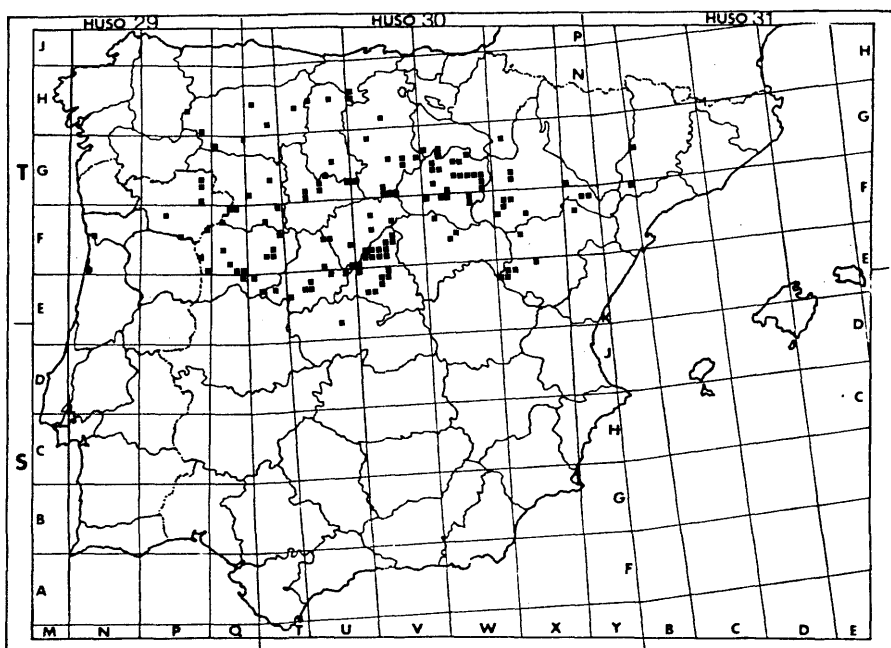 HUSO 29 HUSO 30 HUSO 31
J P H
N
H G
T G F
F E
E D
J
D C
S C H
G
B
A F
M N P Q T U V W X Y B C D E